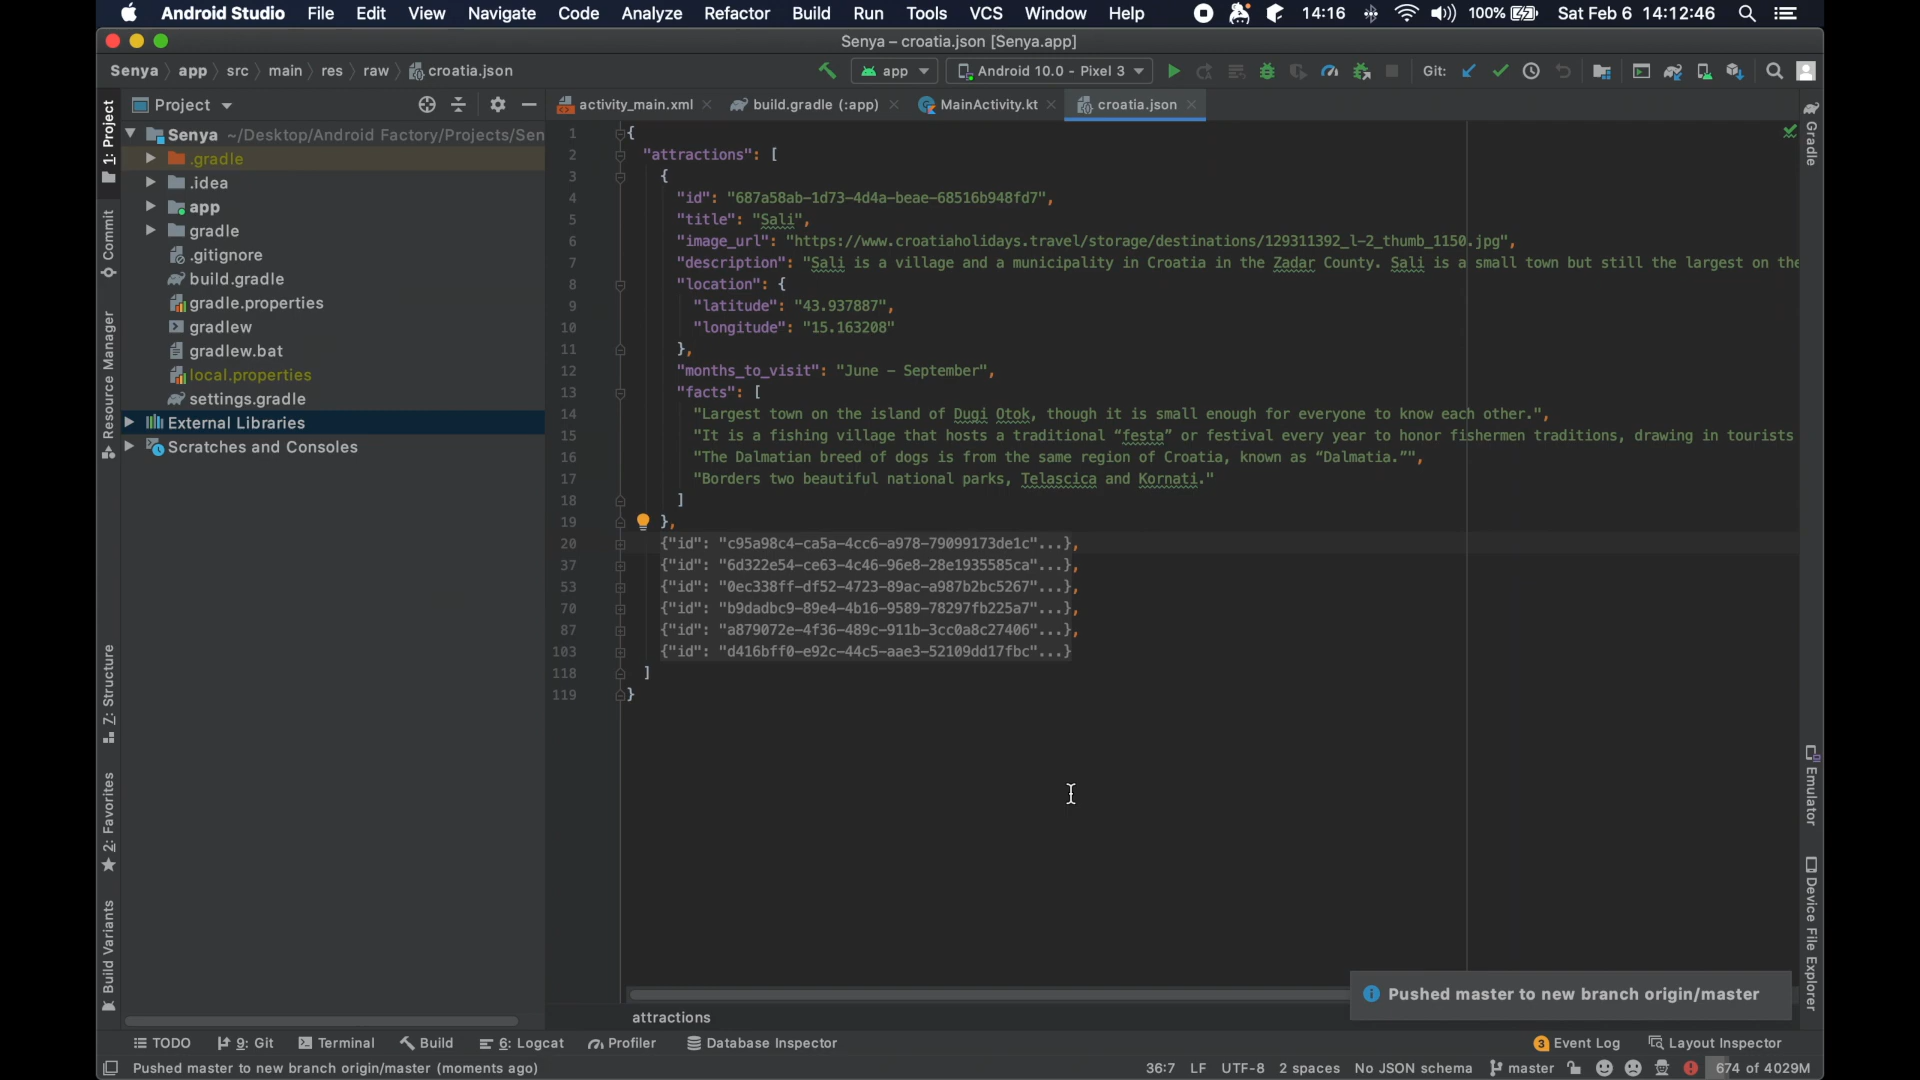 Android Studio File Edit View Navigate Code Analyze Refactor Build Run Tools VCS Window Help 14:16 100% Sat Feb 6 14:12:46
Senya – croatia.json [Senya.app]
Senya app src main res raw croatia.json app Android 10.0 - Pixel 3 Git:
Project activity_main.xml build.gradle (:app) MainActivity.kt croatia.json
Senya ~/Desktop/Android Factory/Projects/Sen
.gradle
.idea
app
gradle
.gitignore
build.gradle
gradle.properties
gradlew
gradlew.bat
local.properties
settings.gradle
External Libraries
Scratches and Consoles
1: Project
Commit
Resource Manager
Z: Structure
2: Favorites
Build Variants
1 {
2 "attractions": [
3 {
4 "id": "687a58ab-1d73-4d4a-beae-68516b948fd7",
5 "title": "Sali",
6 "image_url": "https://www.croatiaholidays.travel/storage/destinations/129311392_l-2_thumb_1150.jpg",
7 "description": "Sali is a village and a municipality in Croatia in the Zadar County. Sali is a small town but still the largest on the
8 "location": {
9 "latitude": "43.937887",
10 "longitude": "15.163208"
11 },
12 "months_to_visit": "June – September",
13 "facts": [
14 "Largest town on the island of Dugi Otok, though it is small enough for everyone to know each other.",
15 "It is a fishing village that hosts a traditional “festa” or festival every year to honor fishermen traditions, drawing in tourists
16 "The Dalmatian breed of dogs is from the same region of Croatia, known as “Dalmatia.”",
17 "Borders two beautiful national parks, Telascica and Kornati."
18 ]
19 },
20 {"id": "c95a98c4-ca5a-4cc6-a978-79099173de1c"...},
37 {"id": "6d322e54-ce63-4c46-96e8-28e1935585ca"...},
53 {"id": "0ec338ff-df52-4723-89ac-a987b2bc5267"...},
70 {"id": "b9dadbc9-89e4-4b16-9589-78297fb225a7"...},
87 {"id": "a879072e-4f36-489c-911b-3cc0a8c27406"...},
103 {"id": "d416bff0-e92c-44c5-aae3-52109dd17fbc"...}
118 ]
119 }
Gradle
Emulator
Device File Explorer
Pushed master to new branch origin/master
attractions
TODO 9: Git Terminal Build 6: Logcat Profiler Database Inspector 3 Event Log Layout Inspector
Pushed master to new branch origin/master (moments ago) 36:7 LF UTF-8 2 spaces No JSON schema master 674 of 4029M